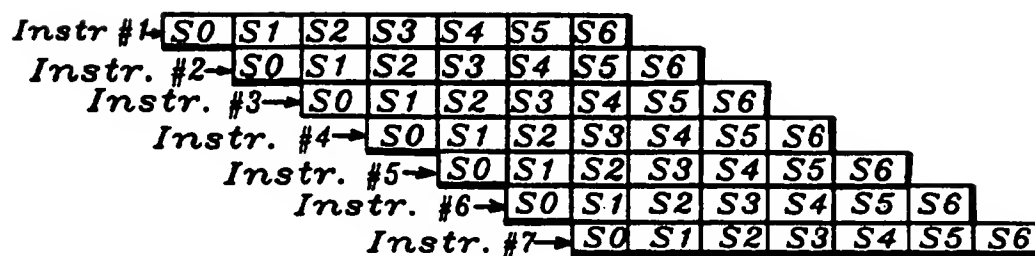 Instr #1 S0 S1 S2 S3 S4 S5 S6
Instr. #2 S0 S1 S2 S3 S4 S5 S6
Instr. #3 S0 S1 S2 S3 S4 S5 S6
Instr. #4 S0 S1 S2 S3 S4 S5 S6
Instr. #5 S0 S1 S2 S3 S4 S5 S6
Instr. #6 S0 S1 S2 S3 S4 S5 S6
Instr. #7 S0 S1 S2 S3 S4 S5 S6